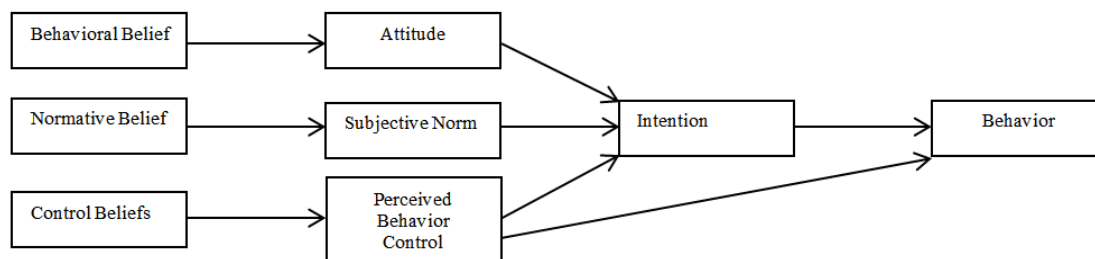 Behavioral Belief
Attitude
Normative Belief
Subjective Norm
Intention
Behavior
Control Beliefs
Perceived
Behavior
Control